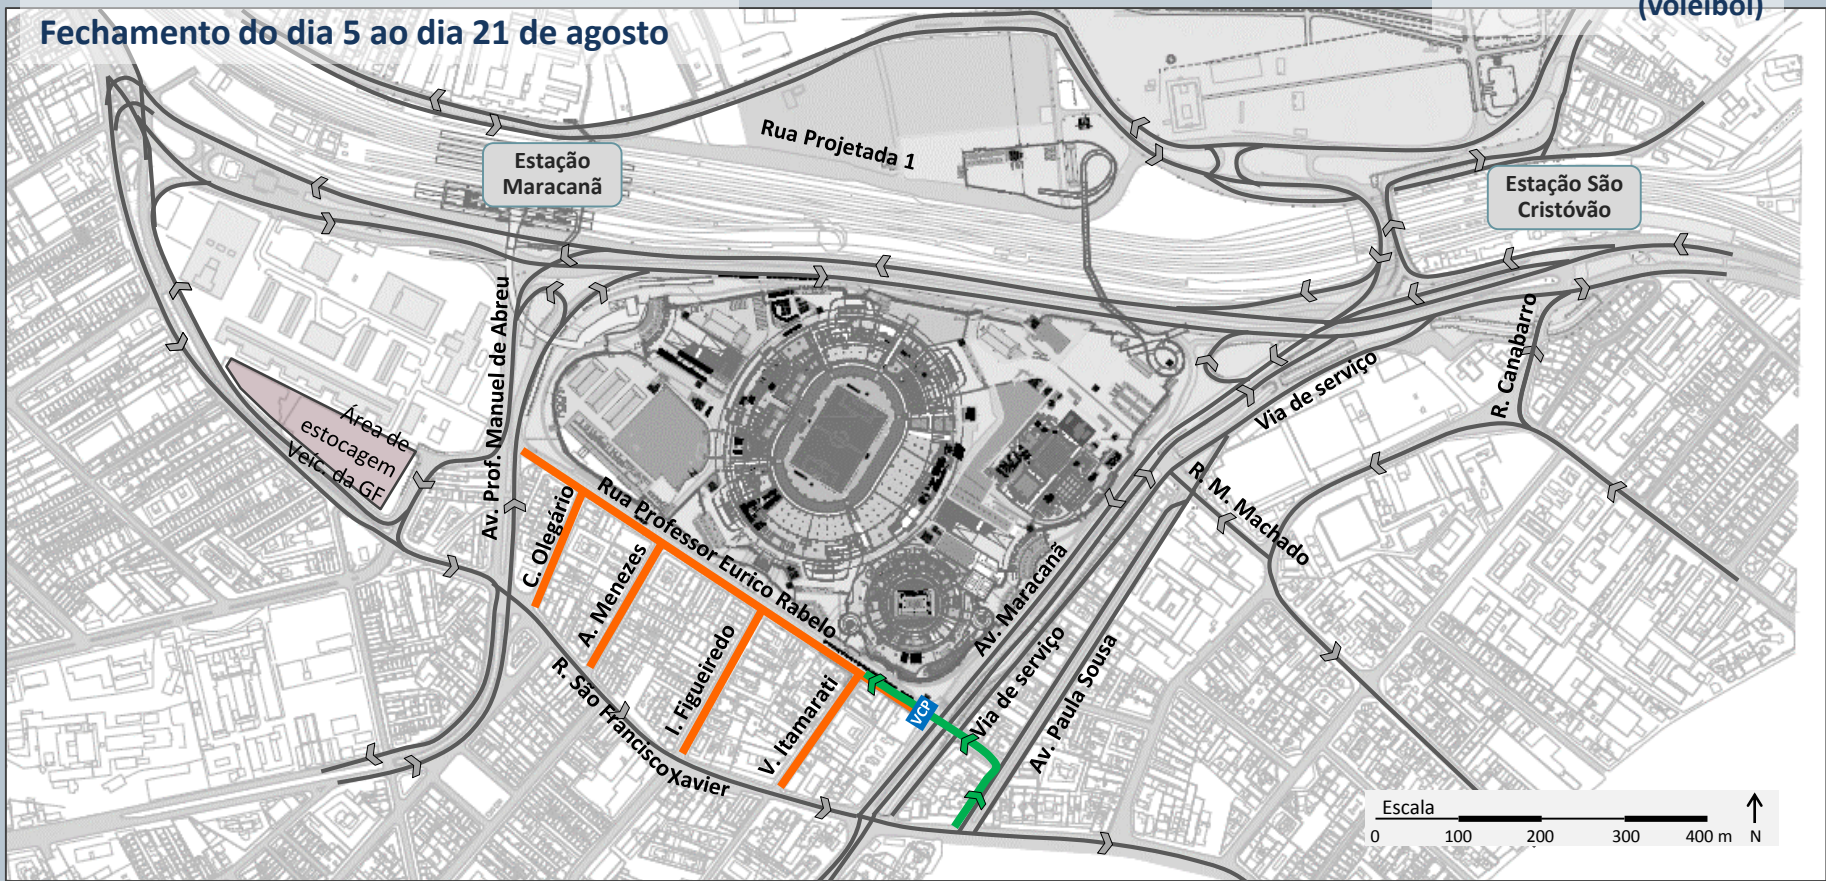 (voleibol)
Fechamento do dia 5 ao dia 21 de agosto
Rua Projetada 1
Estação
Maracanã
Estação São
Cristóvão
Av. Prof. Manuel de Abreu
R. Canabarro
Via de serviço
Área de
estocagem
Veíc. da GF
R. M. Machado
C. Olegário
Rua Professor Eurico Rabelo
A. Menezes
Av. Maracanã
I. Figueiredo
Via de serviço
Av. Paula Sousa
R. São Francisco Xavier
V. Itamarati
VCP
Escala
0 100 200 300 400 m N